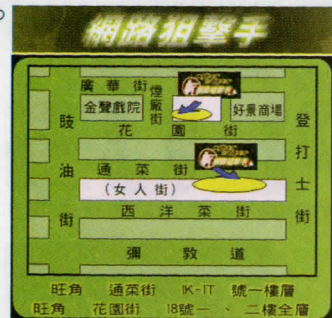 網路狙擊手
廣華街
煙廠街
金聲戲院
好景商場
花園街
豉油街
登打士街
通菜街
(女人街)
西洋菜街
彌敦道
旺角 通菜街 1K-1T 號一樓層
旺角 花園街 18號一、二樓全層